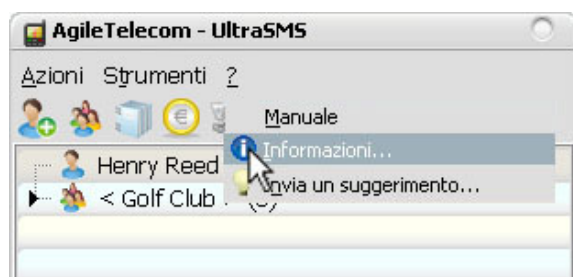 AgileTelecom - UltraSMS
Azioni Strumenti ?
Manuale
Informazioni...
Henry Reed
Invia un suggerimento...
< Golf Club